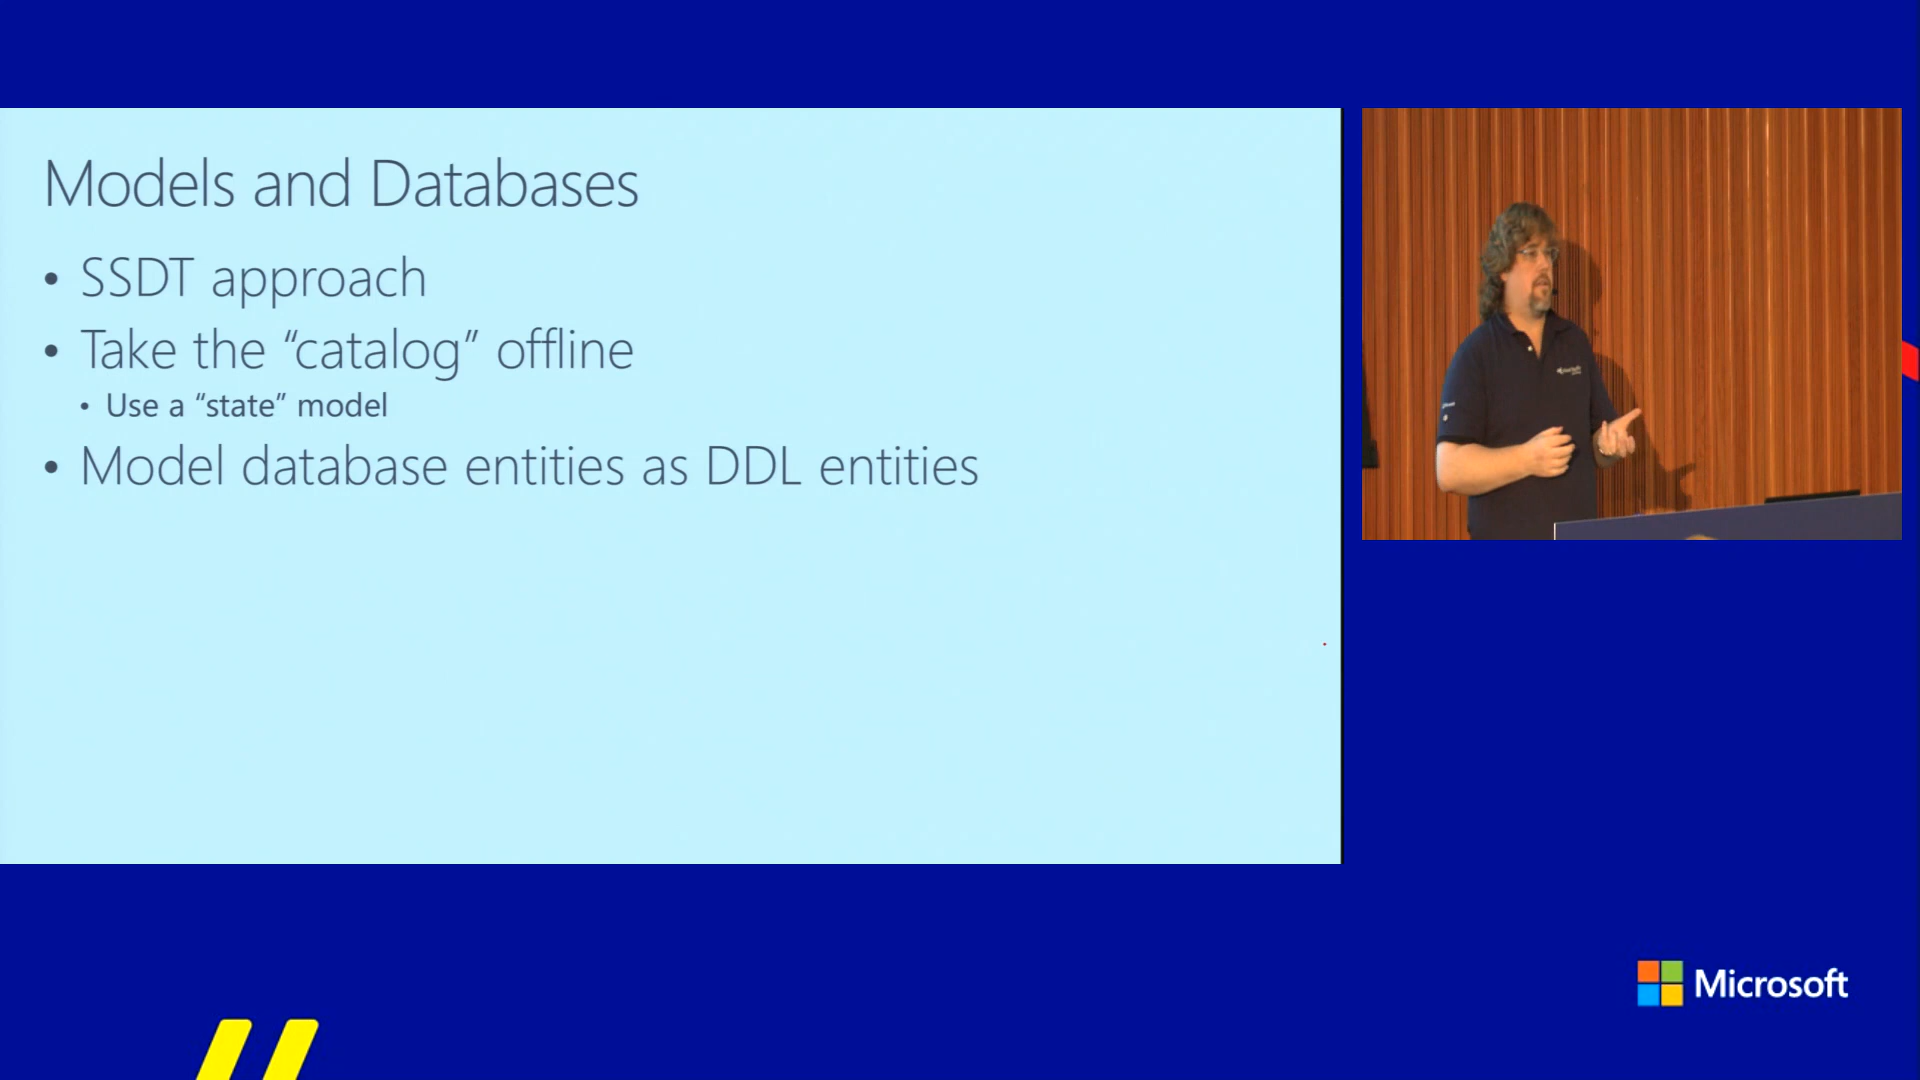 Models and Databases
• SSDT approach
• Take the “catalog” offline
• Use a “state” model
• Model database entities as DDL entities
Microsoft